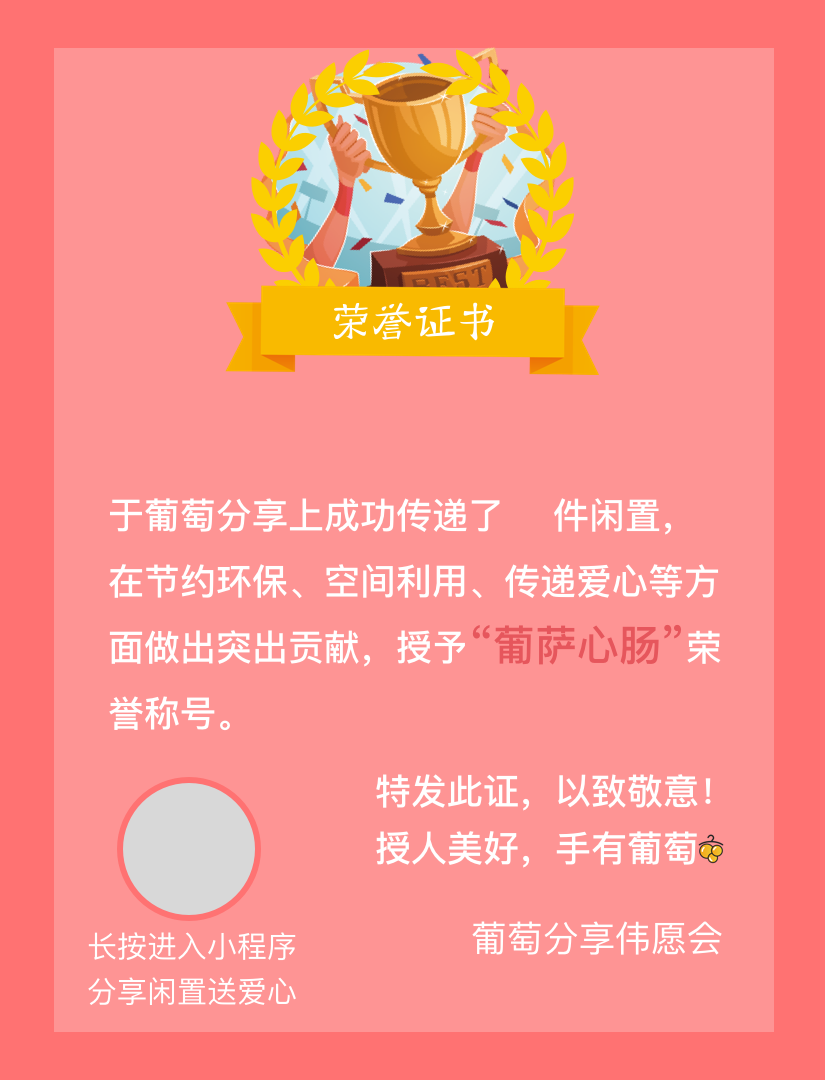 BEST
荣誉证书
于葡萄分享上成功传递了 件闲置，
在节约环保、空间利用、传递爱心等方
面做出突出贡献，授予“葡萨心肠”荣
誉称号。
特发此证，以致敬意！
授人美好，手有葡萄
葡萄分享伟愿会
长按进入小程序
分享闲置送爱心